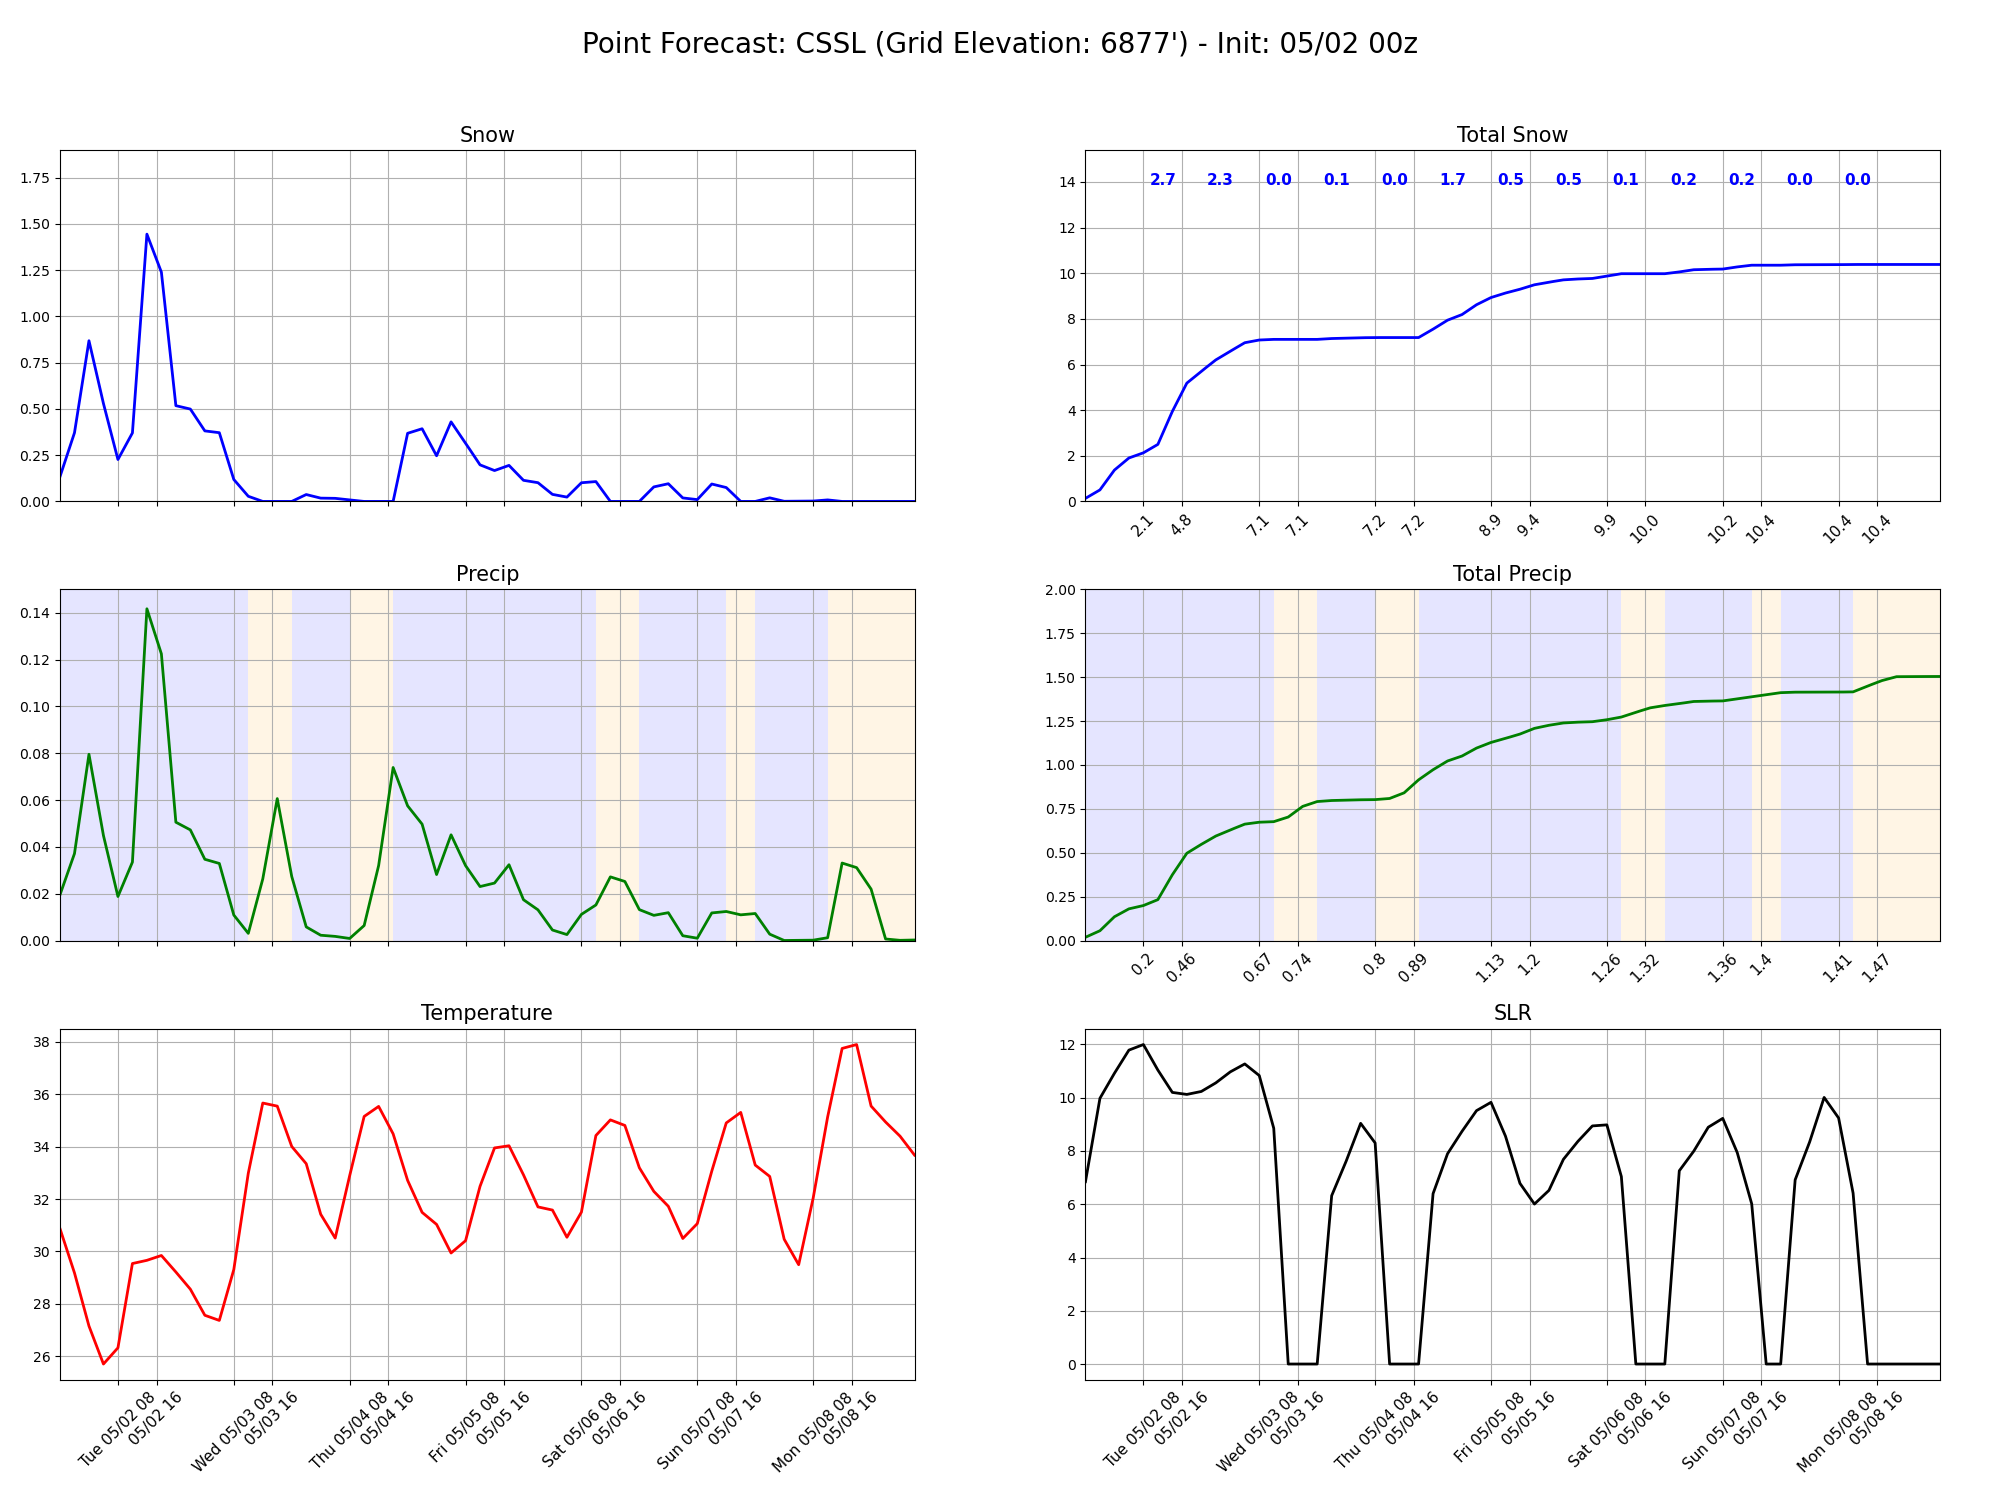 Point Forecast: CSSL (Grid Elevation: 6877') - Init: 05/02 00z
Snow
1.75
1.50
1.25
1.00
0.75
0.50
0.25
0.00
Total Snow
2.7 2.3 0.0 0.1 0.0 1.7 0.5 0.5 0.1 0.2 0.2 0.0 0.0
14
12
10
8
6
4
2
0
2.1 4.8 7.1 7.1 7.2 7.2 8.9 9.4 9.9 10.0 10.2 10.4 10.4 10.4
Precip
0.14
0.12
0.10
0.08
0.06
0.04
0.02
0.00
Total Precip
2.00
1.75
1.50
1.25
1.00
0.75
0.50
0.25
0.00
0.2 0.46 0.67 0.74 0.8 0.89 1.13 1.2 1.26 1.32 1.36 1.4 1.41 1.47
Temperature
38
36
34
32
30
28
26
Tue 05/02 08
05/02 16
Wed 05/03 08
05/03 16
Thu 05/04 08
05/04 16
Fri 05/05 08
05/05 16
Sat 05/06 08
05/06 16
Sun 05/07 08
05/07 16
Mon 05/08 08
05/08 16
SLR
12
10
8
6
4
2
0
Tue 05/02 08
05/02 16
Wed 05/03 08
05/03 16
Thu 05/04 08
05/04 16
Fri 05/05 08
05/05 16
Sat 05/06 08
05/06 16
Sun 05/07 08
05/07 16
Mon 05/08 08
05/08 16